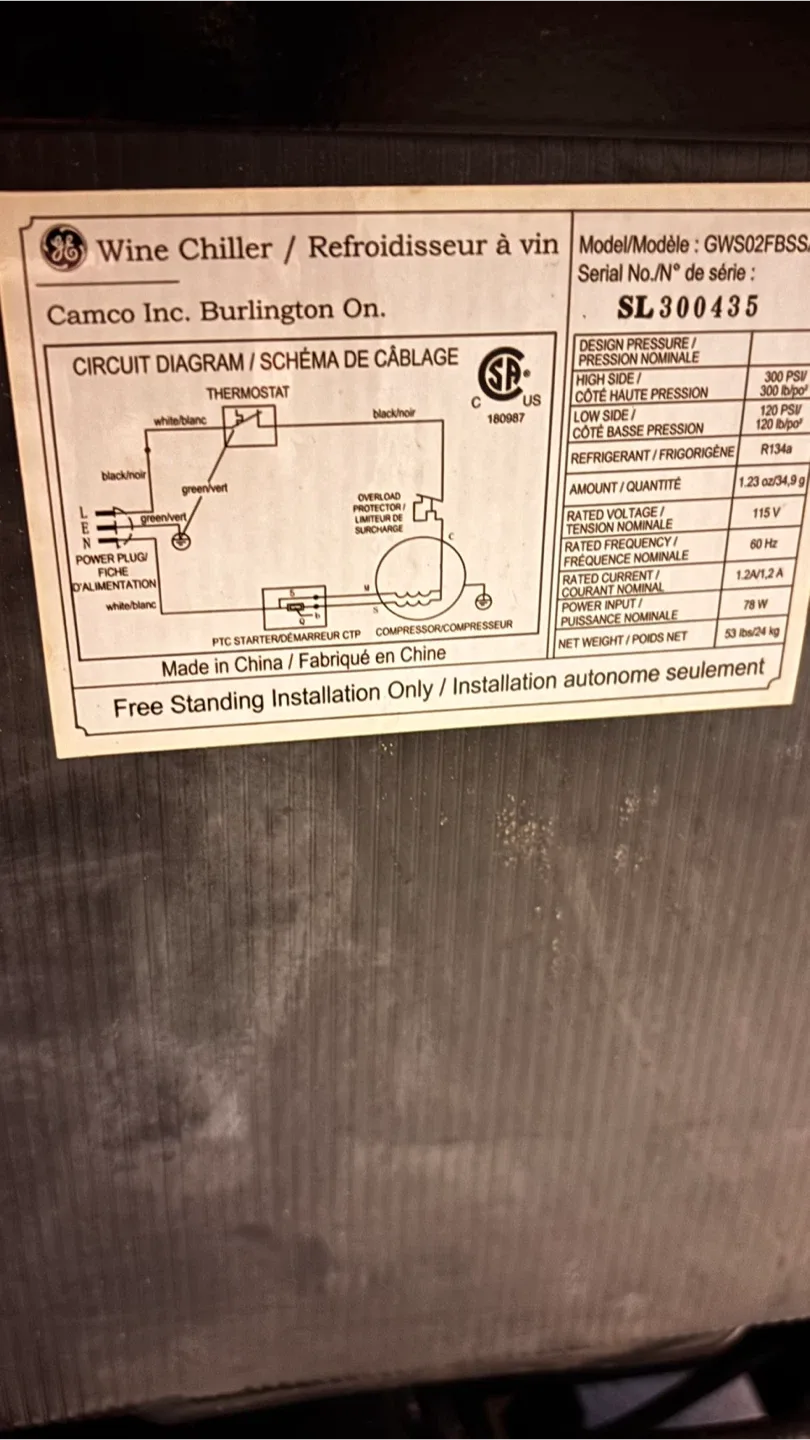 GE Wine Chiller / Refroidisseur à vin
Camco Inc. Burlington On.
CIRCUIT DIAGRAM / SCHÉMA DE CÂBLAGE
SA
C US
180987
THERMOSTAT
white/blanc
black/noir
black/noir
green/vert
L
E
N
green/vert
POWER PLUG/
FICHE
D'ALIMENTATION
white/blanc
OVERLOAD
PROTECTOR /
LIMITEUR DE
SURCHARGE
C
M
S
PTC STARTER/DÉMARREUR CTP
COMPRESSOR/COMPRESSEUR
Made in China / Fabriqué en Chine
Free Standing Installation Only / Installation autonome seulement
Model/Modèle : GWS02FBSS
Serial No./N° de série :
SL300435
DESIGN PRESSURE /
PRESSION NOMINALE
HIGH SIDE /
CÔTÉ HAUTE PRESSION
300 PSI/
300 lb/po²
LOW SIDE /
CÔTÉ BASSE PRESSION
120 PSI/
120 lb/po²
REFRIGERANT / FRIGORIGÈNE R134a
AMOUNT / QUANTITÉ 1.23 oz/34,9 g
RATED VOLTAGE /
TENSION NOMINALE
115 V
RATED FREQUENCY /
FRÉQUENCE NOMINALE
60 Hz
RATED CURRENT /
COURANT NOMINAL
1.2A/1,2 A
POWER INPUT /
PUISSANCE NOMINALE
78 W
NET WEIGHT / POIDS NET 53 lbs/24 kg